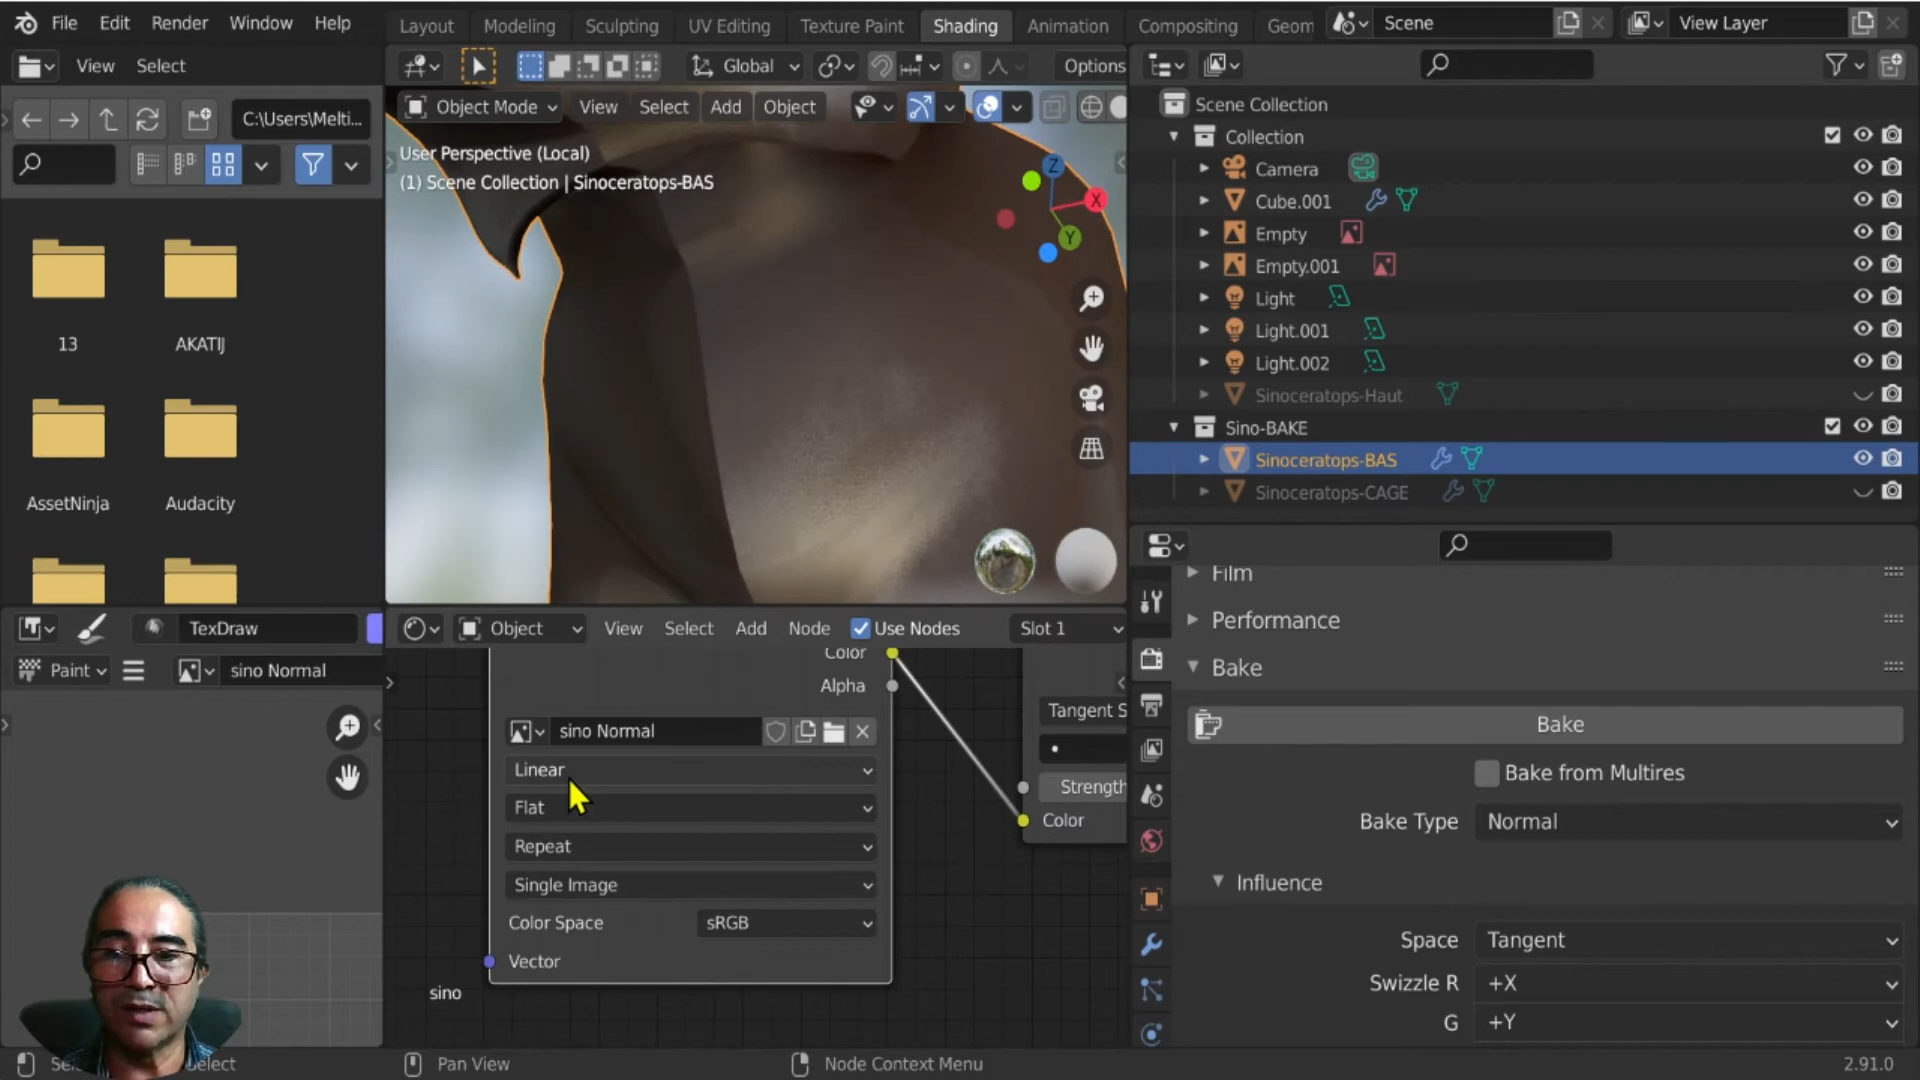 File Edit Render Window Help
Layout Modeling Sculpting UV Editing Texture Paint Shading Animation Compositing Geom
Scene
View Layer
View Select
Global
Options
C:\Users\Melti...
Object Mode View Select Add Object
User Perspective (Local)
(1) Scene Collection | Sinoceratops-BAS
Z
X
Y
13
AKATIJ
AssetNinja
Audacity
Scene Collection
Collection
Camera
Cube.001
Empty
Empty.001
Light
Light.001
Light.002
Sinoceratops-Haut
Sino-BAKE
Sinoceratops-BAS
Sinoceratops-CAGE
Film
Performance
Bake
Bake
Bake from Multires
Bake Type Normal
Influence
Space Tangent
Swizzle R +X
G +Y
TexDraw
Paint
sino Normal
Object View Select Add Node Use Nodes Slot 1
Color
Alpha
sino Normal
Linear
Flat
Repeat
Single Image
Color Space sRGB
Vector
sino
Tangent S
Strength
Color
Select
Pan View
Node Context Menu
2.91.0